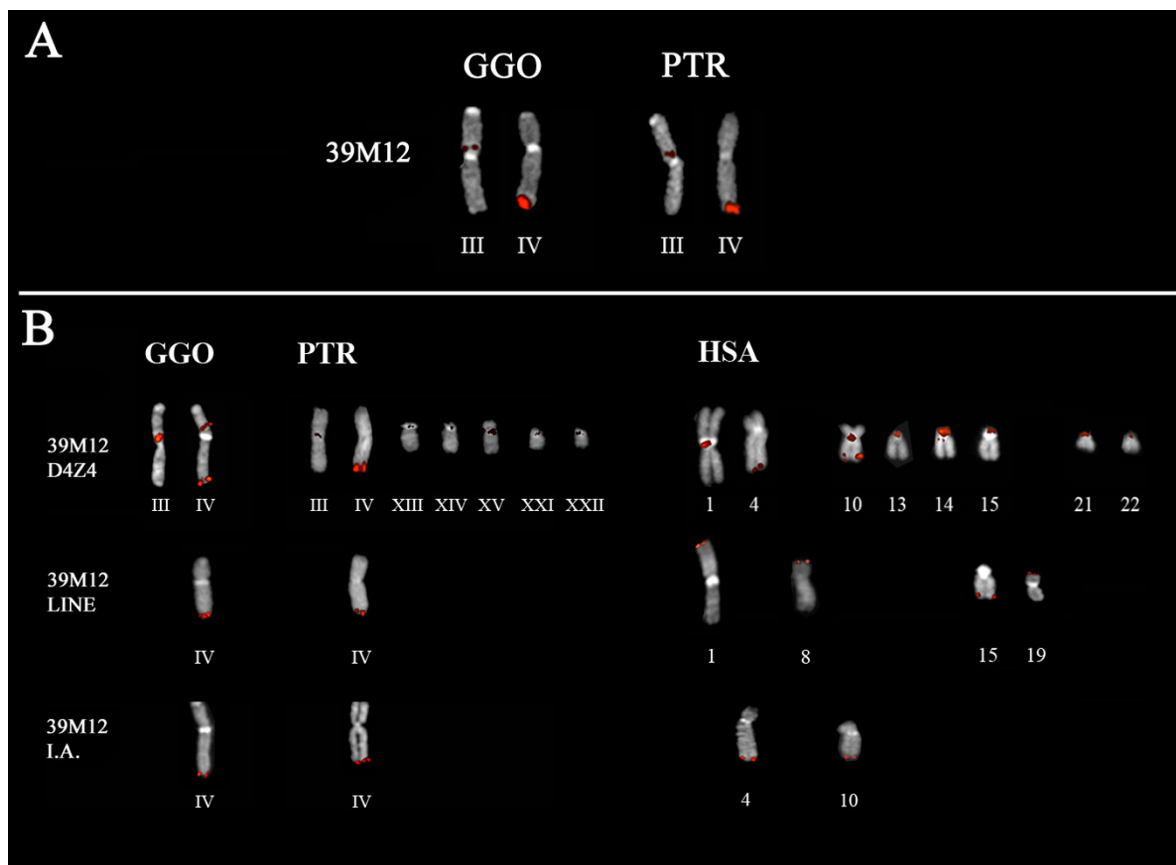 A
GGO PTR
39M12
III IV III IV
B
GGO PTR HSA
39M12
D4Z4
III IV III IV XIII XIV XV XXI XXII 1 4 10 13 14 15 21 22
39M12
LINE
IV IV 1 8 15 19
39M12
I.A.
IV IV 4 10